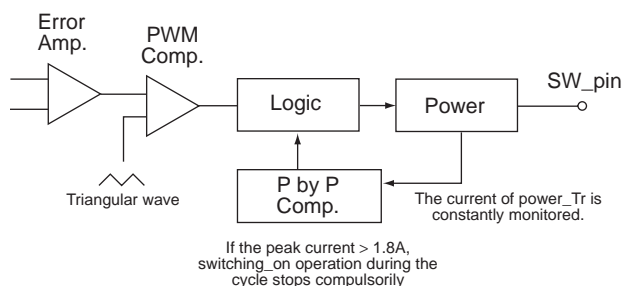 Error
Amp.
PWM
Comp.
SW_pin
Logic
Power
Triangular wave
P by P
Comp.
The current of power_Tr is
constantly monitored.
If the peak current > 1.8A,
switching_on operation during the
cycle stops compulsorily